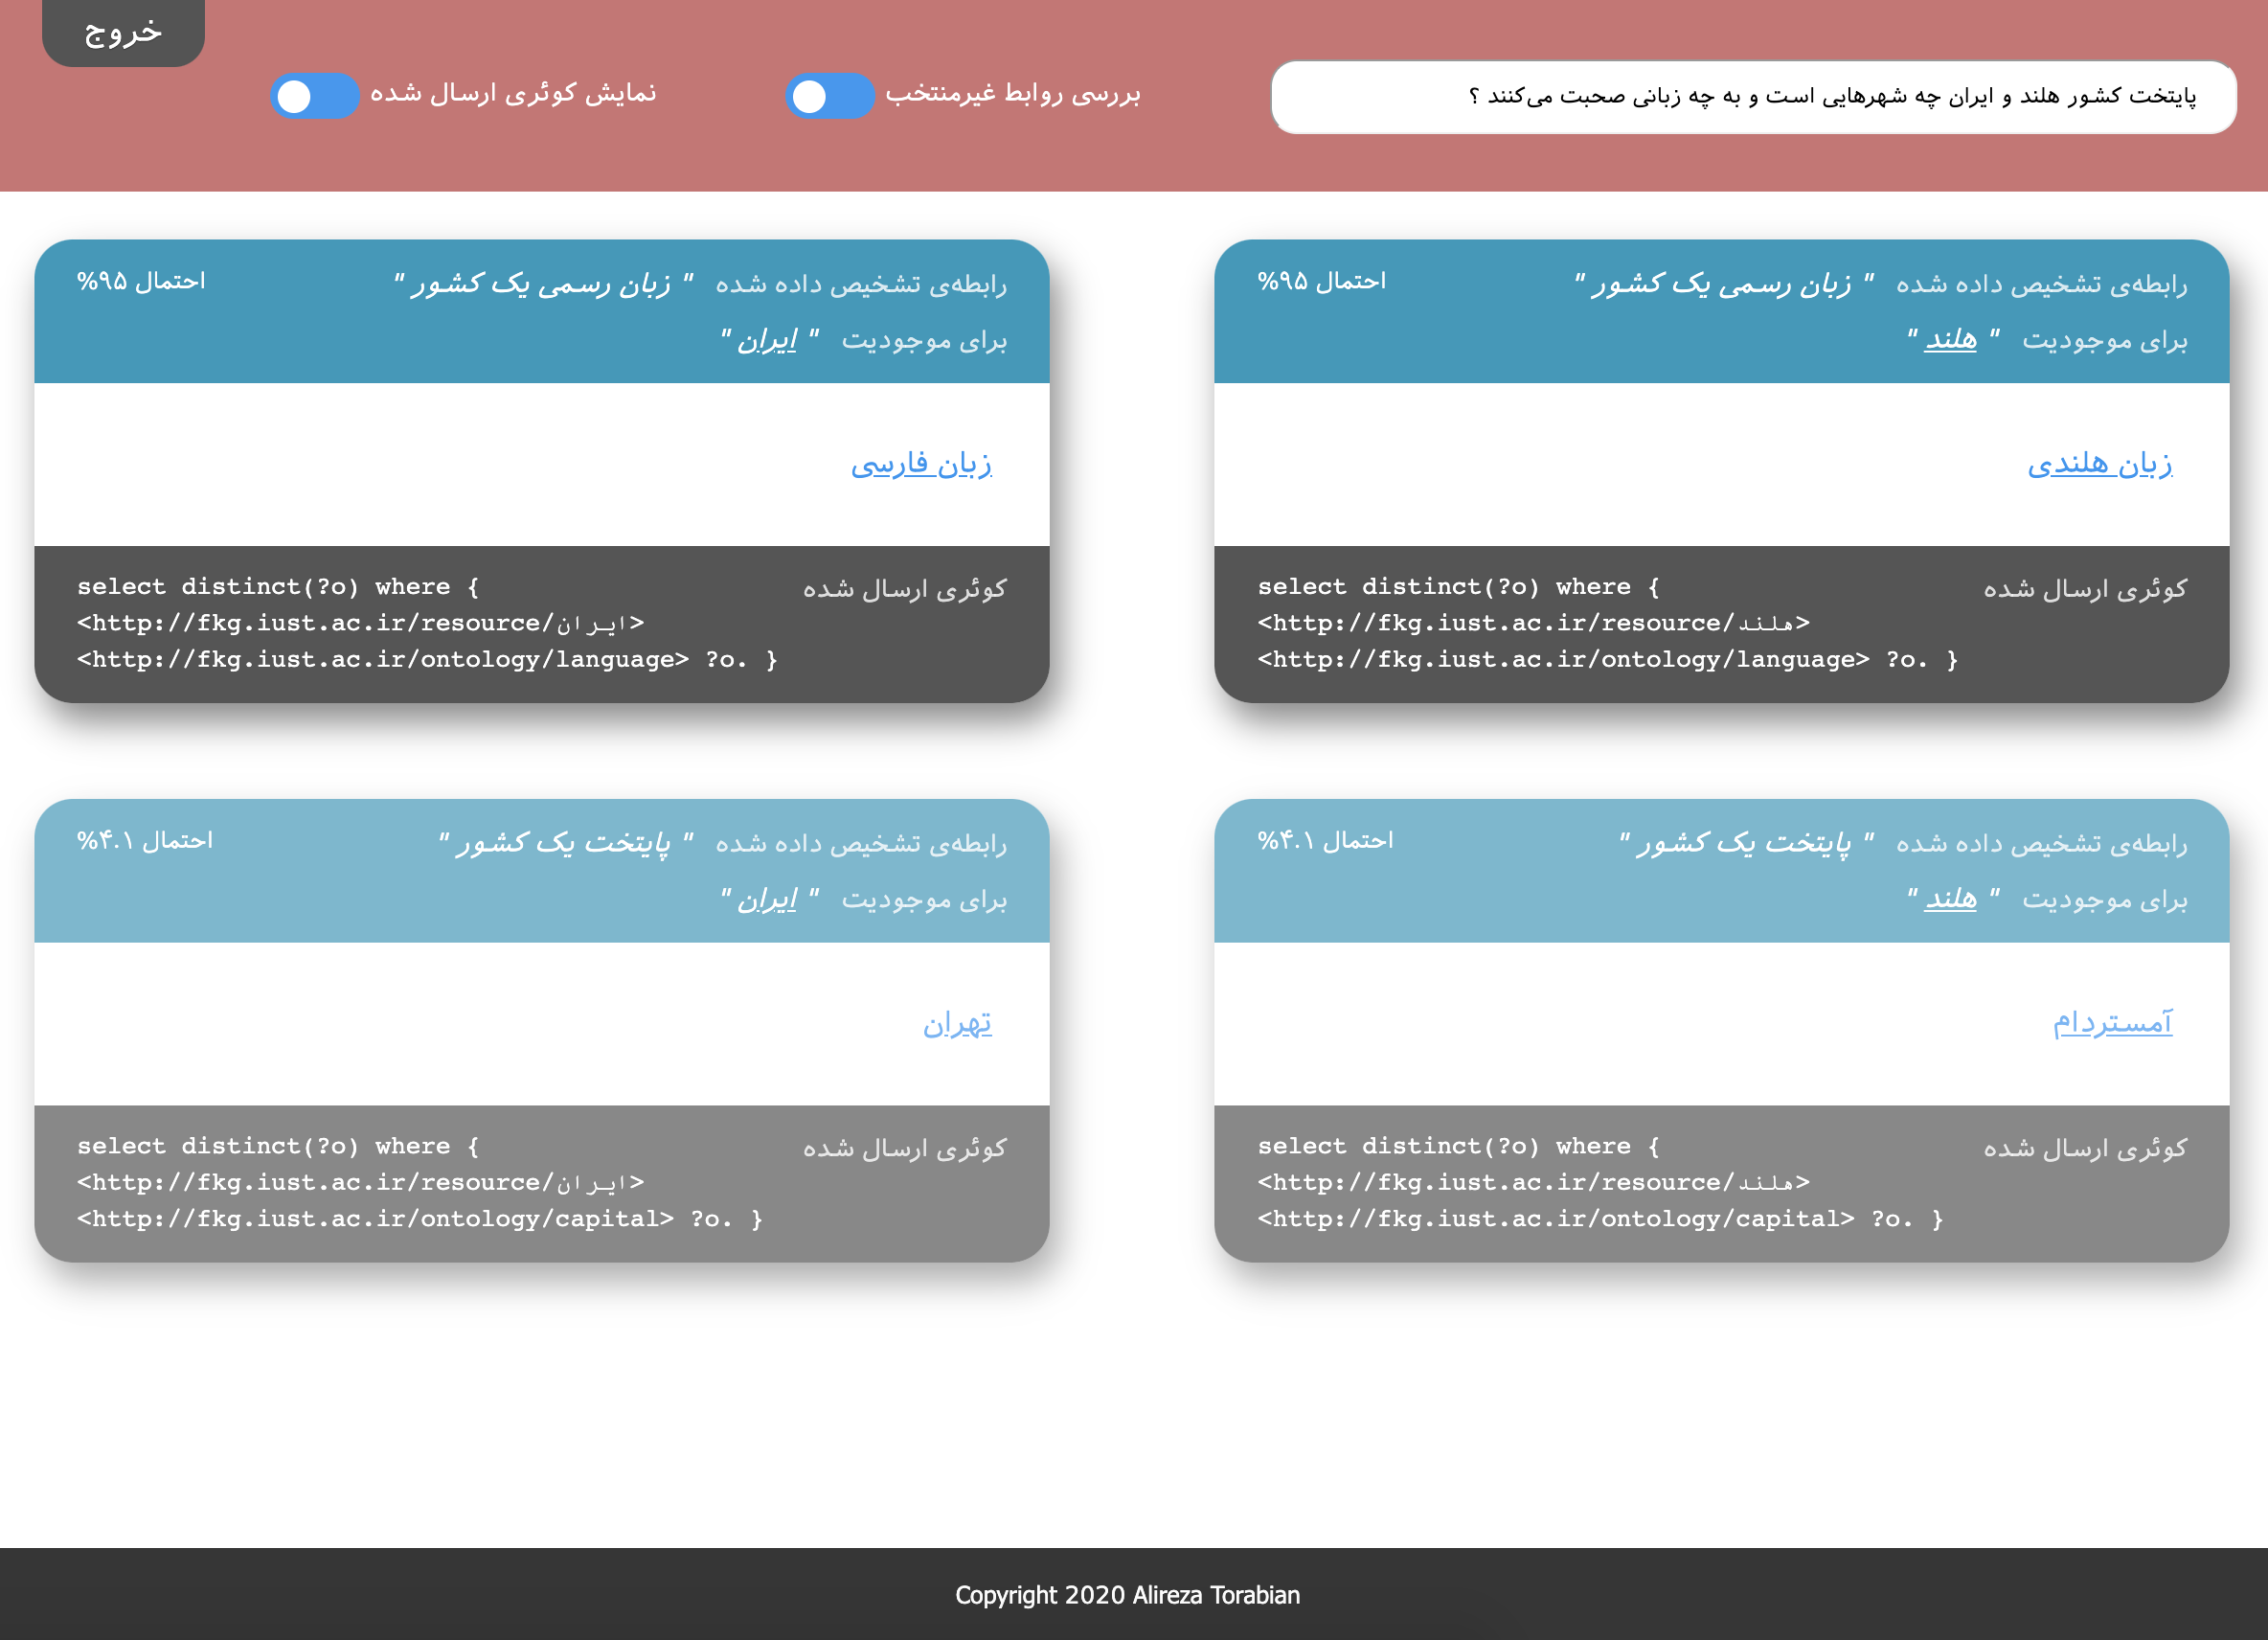 خروج
پایتخت کشور هلند و ایران چه شهرهایی است و به چه زبانی صحبت می‌کنند ؟
بررسی روابط غیرمنتخب
نمایش کوئری ارسال شده
رابطه‌ی تشخیص داده شده " زبان رسمی یک کشور " احتمال ۹۵%
برای موجودیت " هلند "
زبان هلندی
کوئری ارسال شده
select distinct(?o) where {
<http://fkg.iust.ac.ir/resource/هلند>
<http://fkg.iust.ac.ir/ontology/language> ?o. }
رابطه‌ی تشخیص داده شده " زبان رسمی یک کشور " احتمال ۹۵%
برای موجودیت " ایران "
زبان فارسی
کوئری ارسال شده
select distinct(?o) where {
<http://fkg.iust.ac.ir/resource/ایران>
<http://fkg.iust.ac.ir/ontology/language> ?o. }
رابطه‌ی تشخیص داده شده " پایتخت یک کشور " احتمال ۴.۱%
برای موجودیت " هلند "
آمستردام
کوئری ارسال شده
select distinct(?o) where {
<http://fkg.iust.ac.ir/resource/هلند>
<http://fkg.iust.ac.ir/ontology/capital> ?o. }
رابطه‌ی تشخیص داده شده " پایتخت یک کشور " احتمال ۴.۱%
برای موجودیت " ایران "
تهران
کوئری ارسال شده
select distinct(?o) where {
<http://fkg.iust.ac.ir/resource/ایران>
<http://fkg.iust.ac.ir/ontology/capital> ?o. }
Copyright 2020 Alireza Torabian